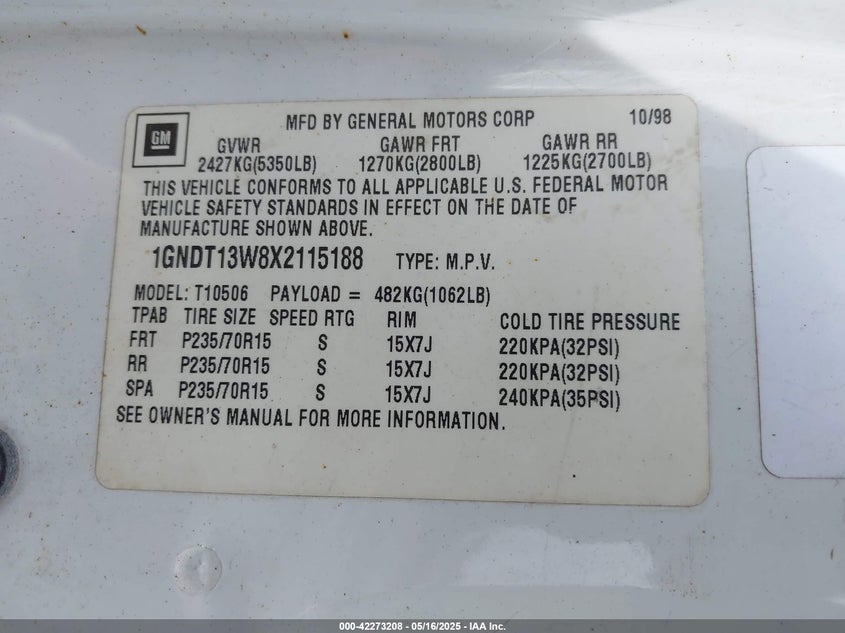 GM
MFD BY GENERAL MOTORS CORP 10/98
GVWR GAWR FRT GAWR RR
2427KG(5350LB) 1270KG(2800LB) 1225KG(2700LB)
THIS VEHICLE CONFORMS TO ALL APPLICABLE U.S. FEDERAL MOTOR
VEHICLE SAFETY STANDARDS IN EFFECT ON THE DATE OF
MANUFACTURE SHOWN ABOVE.
1GNDT13W8X2115188 TYPE: M.P.V.
MODEL: T10506 PAYLOAD = 482KG(1062LB)
TPAB TIRE SIZE SPEED RTG RIM COLD TIRE PRESSURE
FRT P235/70R15 S 15X7J 220KPA(32PSI)
RR P235/70R15 S 15X7J 220KPA(32PSI)
SPA P235/70R15 S 15X7J 240KPA(35PSI)
SEE OWNER'S MANUAL FOR MORE INFORMATION.
000-42273208 - 05/16/2025 - IAA Inc.